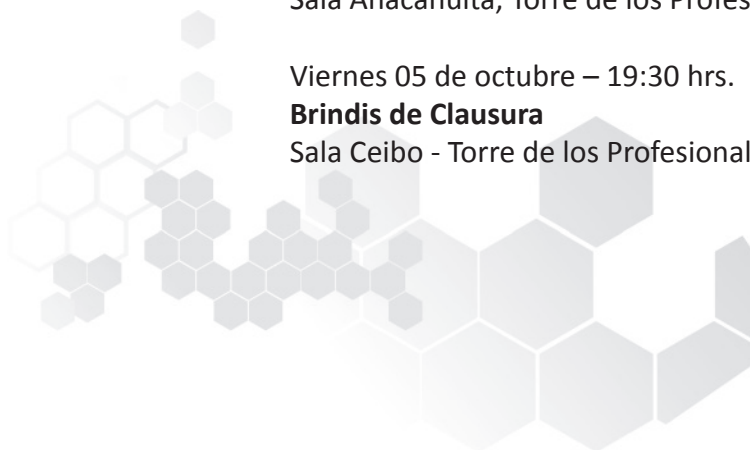 Sala Anacahuita, Torre de los Profes
Viernes 05 de octubre – 19:30 hrs.
Brindis de Clausura
Sala Ceibo - Torre de los Profesional